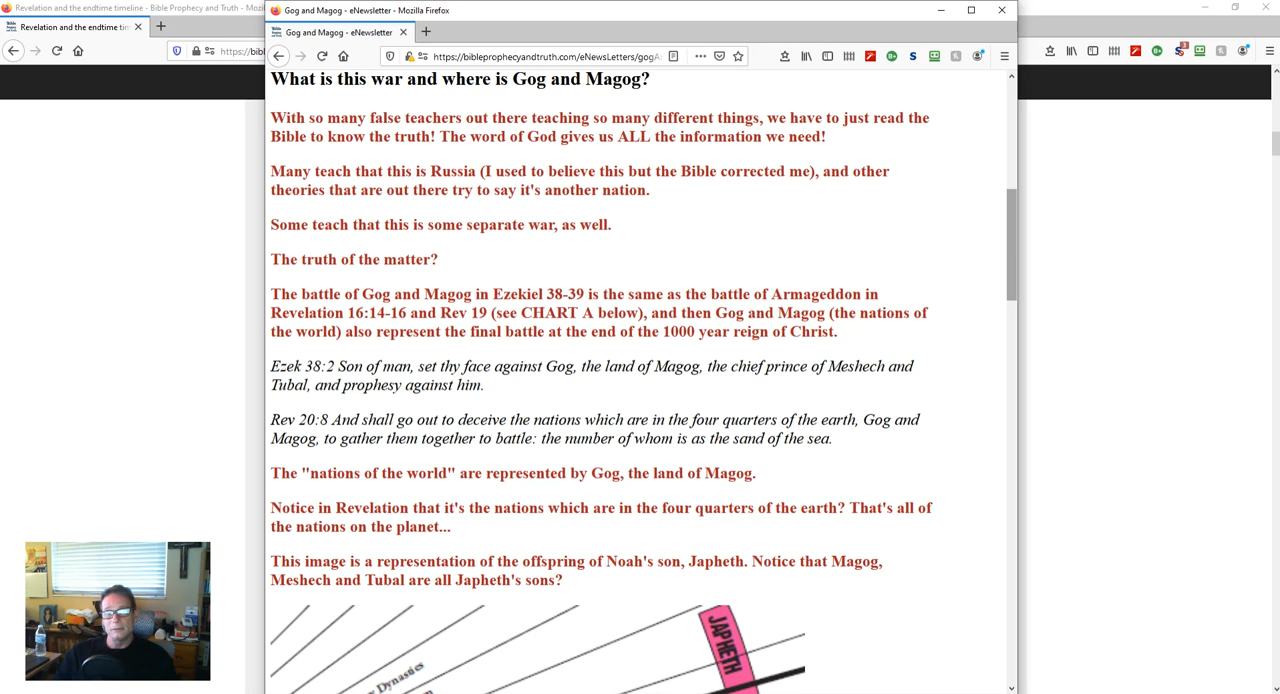 Revelation and the endtime timeline - Bible Prophecy and Truth - Mozilla Firefox
Gog and Magog - eNewsletter - Mozilla Firefox
Revelation and the endtime tim
Gog and Magog - eNewsletter
https://bibl
https://bibleprophecyandtruth.com/eNewsLetters/gogA
What is this war and where is Gog and Magog?
With so many false teachers out there teaching so many different things, we have to just read the
Bible to know the truth! The word of God gives us ALL the information we need!
Many teach that this is Russia (I used to believe this but the Bible corrected me), and other
theories that are out there try to say it's another nation.
Some teach that this is some separate war, as well.
The truth of the matter?
The battle of Gog and Magog in Ezekiel 38-39 is the same as the battle of Armageddon in
Revelation 16:14-16 and Rev 19 (see CHART A below), and then Gog and Magog (the nations of
the world) also represent the final battle at the end of the 1000 year reign of Christ.
Ezek 38:2 Son of man, set thy face against Gog, the land of Magog, the chief prince of Meshech and
Tubal, and prophesy against him.
Rev 20:8 And shall go out to deceive the nations which are in the four quarters of the earth, Gog and
Magog, to gather them together to battle: the number of whom is as the sand of the sea.
The "nations of the world" are represented by Gog, the land of Magog.
Notice in Revelation that it's the nations which are in the four quarters of the earth? That's all of
the nations on the planet...
This image is a representation of the offspring of Noah's son, Japheth. Notice that Magog,
Meshech and Tubal are all Japheth's sons?
JAPHETH
Dynasties